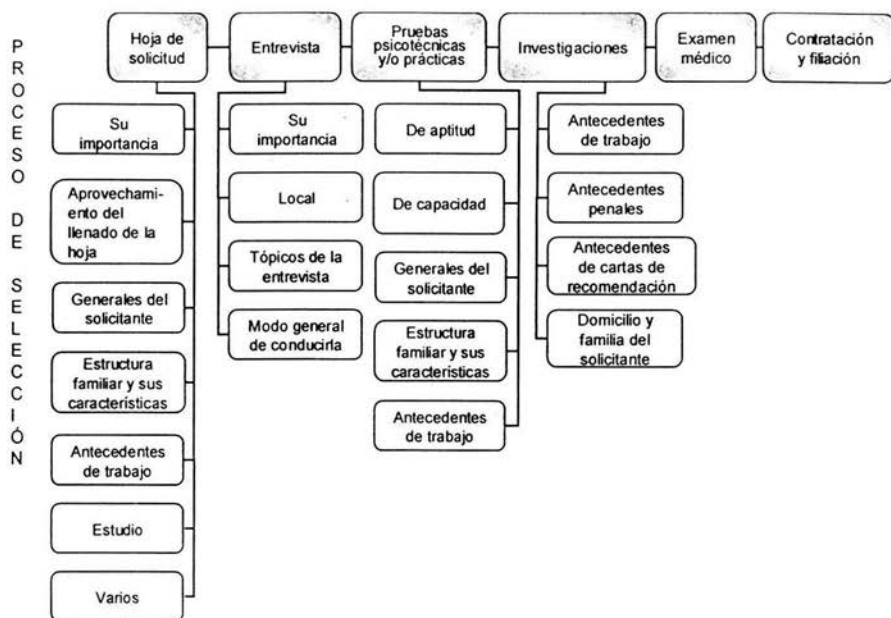 PROCESO DE SELECCIÓN
Hoja de
solicitud
Entrevista
Pruebas
psicotécnicas
y/o prácticas
Investigaciones
Examen
médico
Contratación
y filiación
Su
importancia
Aprovechami-
ento del
llenado de la
hoja
Generales del
solicitante
Estructura
familiar y sus
características
Antecedentes
de trabajo
Estudio
Varios
Su
importancia
Local
Tópicos de la
entrevista
Modo general
de conducirla
De aptitud
De capacidad
Generales del
solicitante
Estructura
familiar y sus
características
Antecedentes
de trabajo
Antecedentes
de trabajo
Antecedentes
penales
Antecedentes
de cartas de
recomendación
Domicilio y
familia del
solicitante